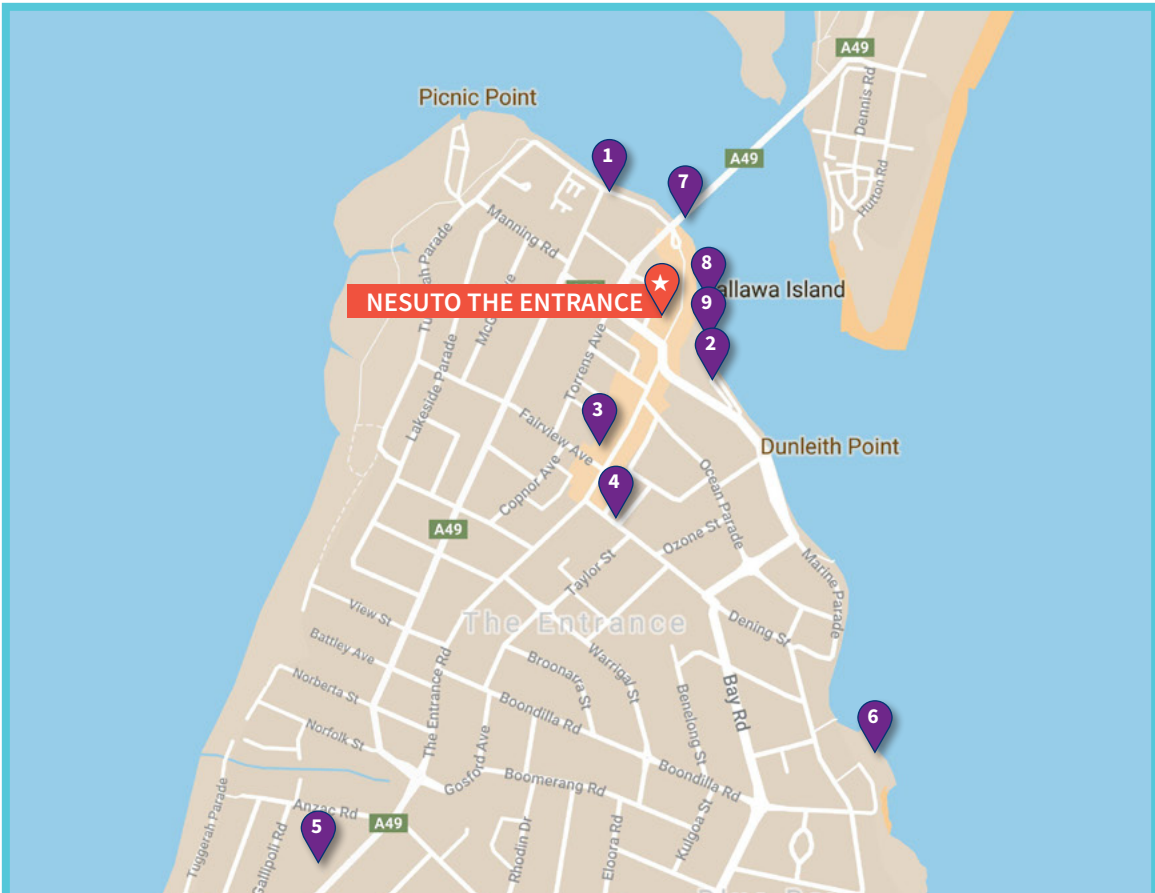 A49
Picnic Point
Dennis Rd
1
A49
7
Hutton Rd
Manning Rd
8
allawa Island
NESUTO THE ENTRANCE
9
2
Torrens Ave
Lakeside Parade
3
Fairview Ave
Dunleith Point
4
Copnor Ave
Ocean Parade
A49
Ozone St
Taylor St
Marine Parade
View St
The Entrance
Dening St
Battley Ave
Warrigal St
Norberta St
Broonarra St
The Entrance Rd
Bay Rd
Benelong St
Boondilla Rd
6
Norfolk St
Gosford Ave
Boomerang Rd
Boondilla Rd
Tuggerah Parade
Anzac Rd
A49
5
Gallipoli Rd
Rhodin Dr
Eloora Rd
Kulgoa St